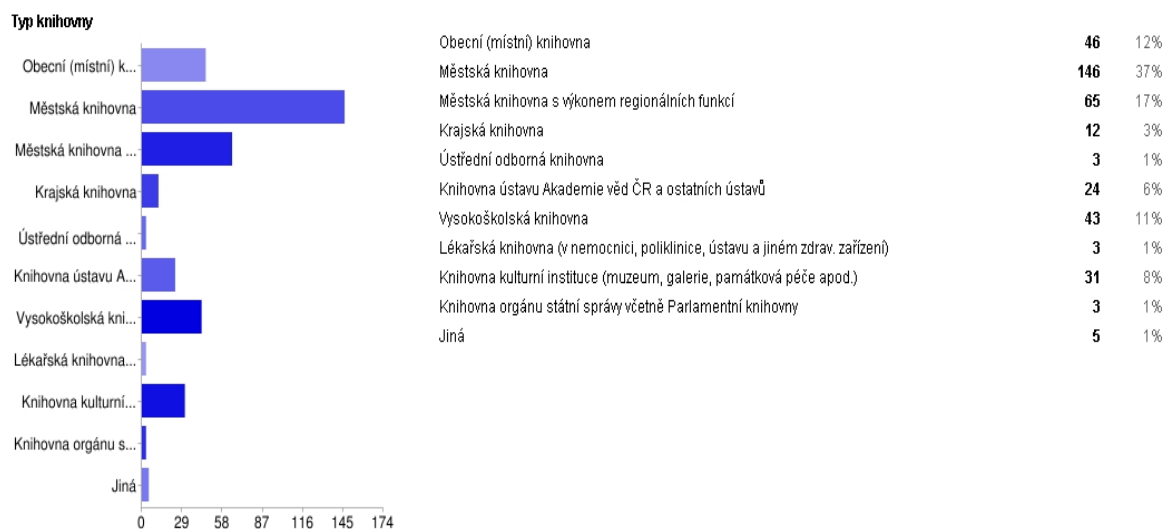 Typ knihovny
Obecní (místní) k...
Městská knihovna
Městská knihovna ...
Krajská knihovna
Ústřední odborná ...
Knihovna ústavu A...
Vysokoškolská kni...
Lékařská knihovna...
Knihovna kulturní...
Knihovna orgánu s...
Jiná
0 29 58 87 116 145 174
Obecní (místní) knihovna 46 12%
Městská knihovna 146 37%
Městská knihovna s výkonem regionálních funkcí 65 17%
Krajská knihovna 12 3%
Ústřední odborná knihovna 3 1%
Knihovna ústavu Akademie věd ČR a ostatních ústavů 24 6%
Vysokoškolská knihovna 43 11%
Lékařská knihovna (v nemocnici, poliklinice, ústavu a jiném zdrav. zařízení) 3 1%
Knihovna kulturní instituce (muzeum, galerie, památková péče apod.) 31 8%
Knihovna orgánu státní správy včetně Parlamentní knihovny 3 1%
Jiná 5 1%